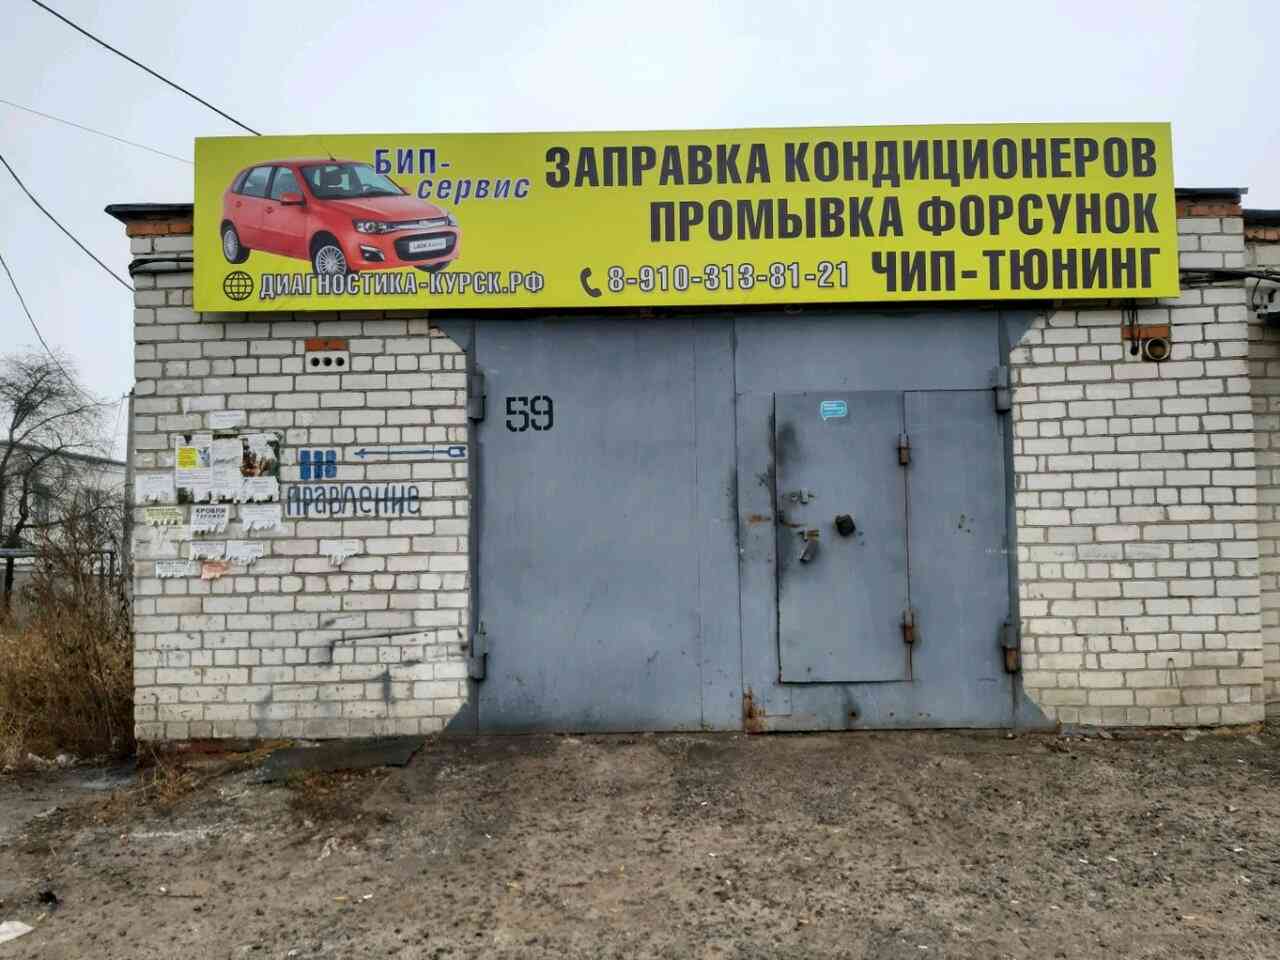 БИП-
сервис
ЗАПРАВКА КОНДИЦИОНЕРОВ
ПРОМЫВКА ФОРСУНОК
ДИАГНОСТИКА-КУРСК.РФ
8-910-313-81-21
ЧИП-ТЮНИНГ
59
правление
КРОВЛИ